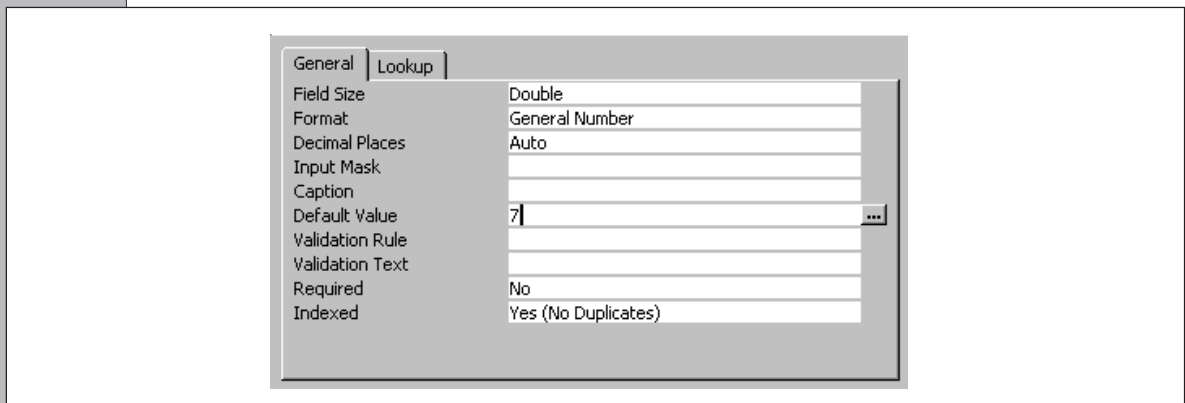 General Lookup
Field Size Double
Format General Number
Decimal Places Auto
Input Mask
Caption
Default Value 7 ...
Validation Rule
Validation Text
Required No
Indexed Yes (No Duplicates)